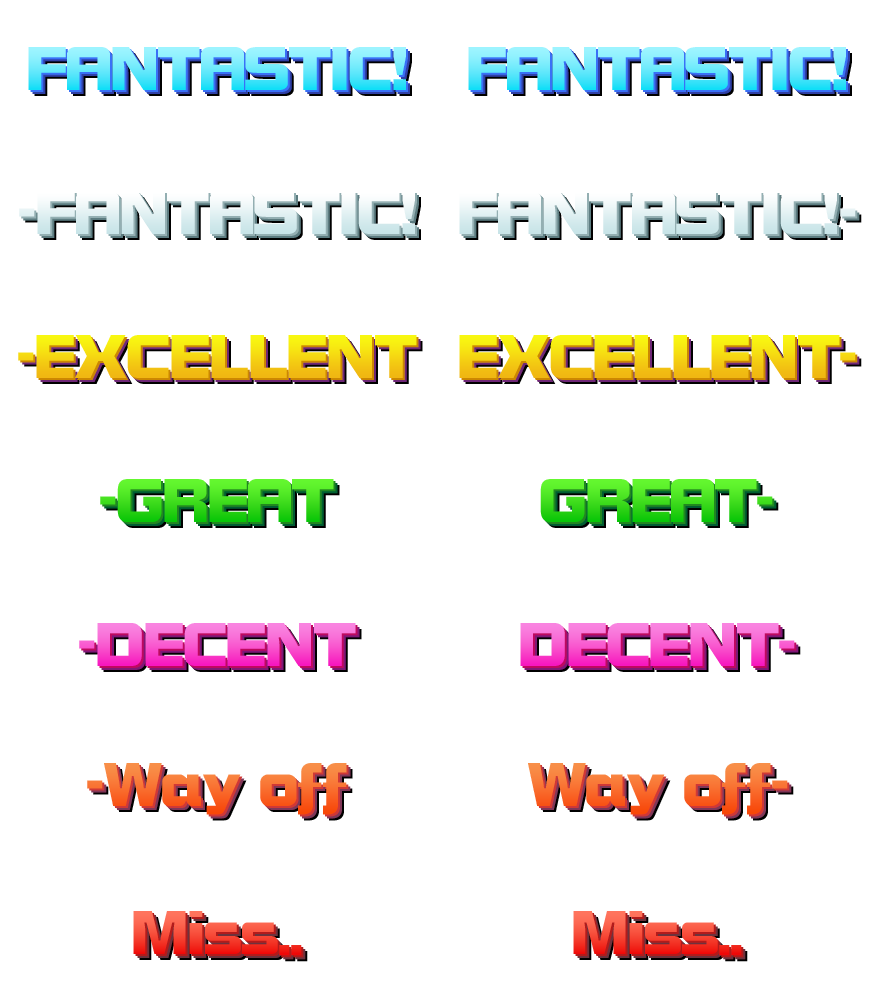 FANTASTIC! FANTASTIC!
-FANTASTIC! FANTASTIC!-
-EXCELLENT EXCELLENT-
-GREAT GREAT-
-DECENT DECENT-
-Way off Way off-
Miss.. Miss..